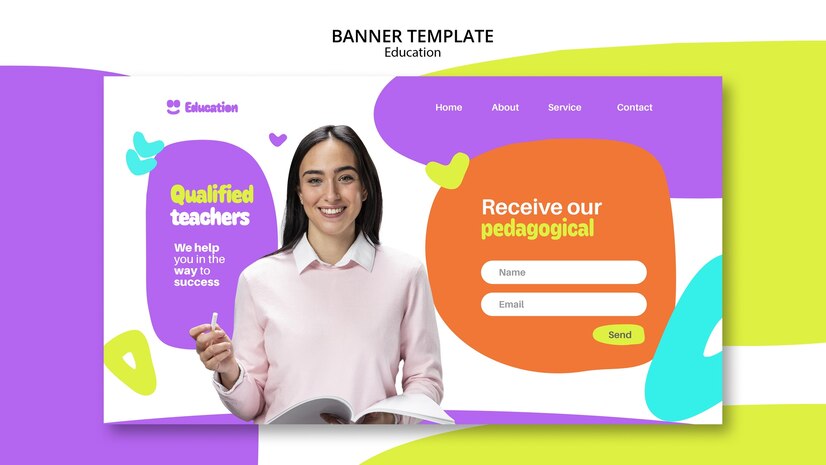 BANNER TEMPLATE
Education
Education
Home
About
Service
Contact
Qualified
teachers
We help
you in the
way to
success
Receive our
pedagogical
Name
Email
Send